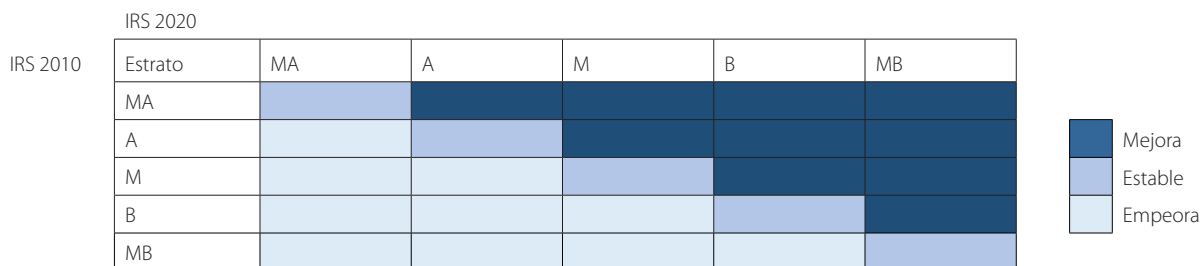 IRS 2020
IRS 2010 Estrato MA A M B MB
MA
A
M
B
MB
Mejora
Estable
Empeora